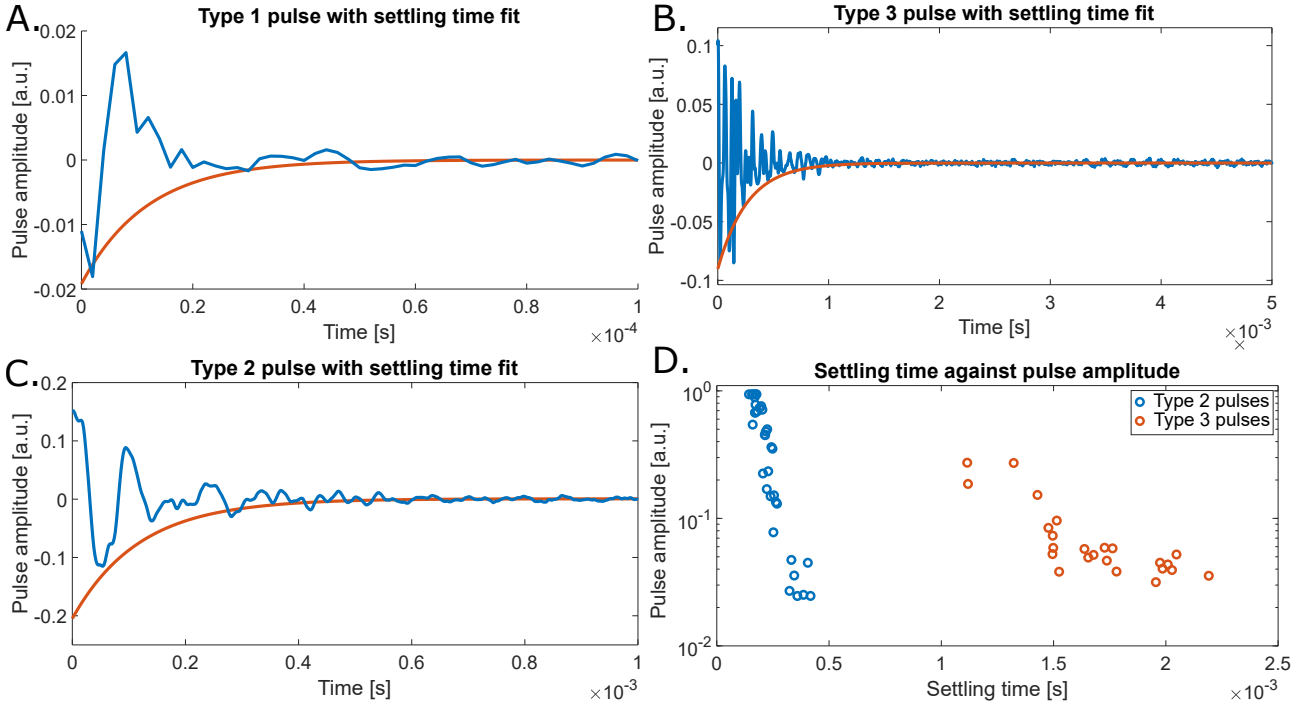 A.
Type 1 pulse with settling time fit
Pulse amplitude [a.u.]
0.02
0.01
0
-0.01
-0.02
0 0.2 0.4 0.6 0.8 1
Time [s]
×10-4
B.
Type 3 pulse with settling time fit
Pulse amplitude [a.u.]
0.1
0.05
0
-0.05
-0.1
0 1 2 3 4 5
Time [s]
×10-3
×
C.
Type 2 pulse with settling time fit
Pulse amplitude [a.u.]
0.2
0.1
0
-0.1
-0.2
0 0.2 0.4 0.6 0.8 1
Time [s]
×10-3
D.
Settling time against pulse amplitude
Pulse amplitude [a.u.]
100
10-1
10-2
Type 2 pulses
Type 3 pulses
0 0.5 1 1.5 2 2.5
Settling time [s]
×10-3